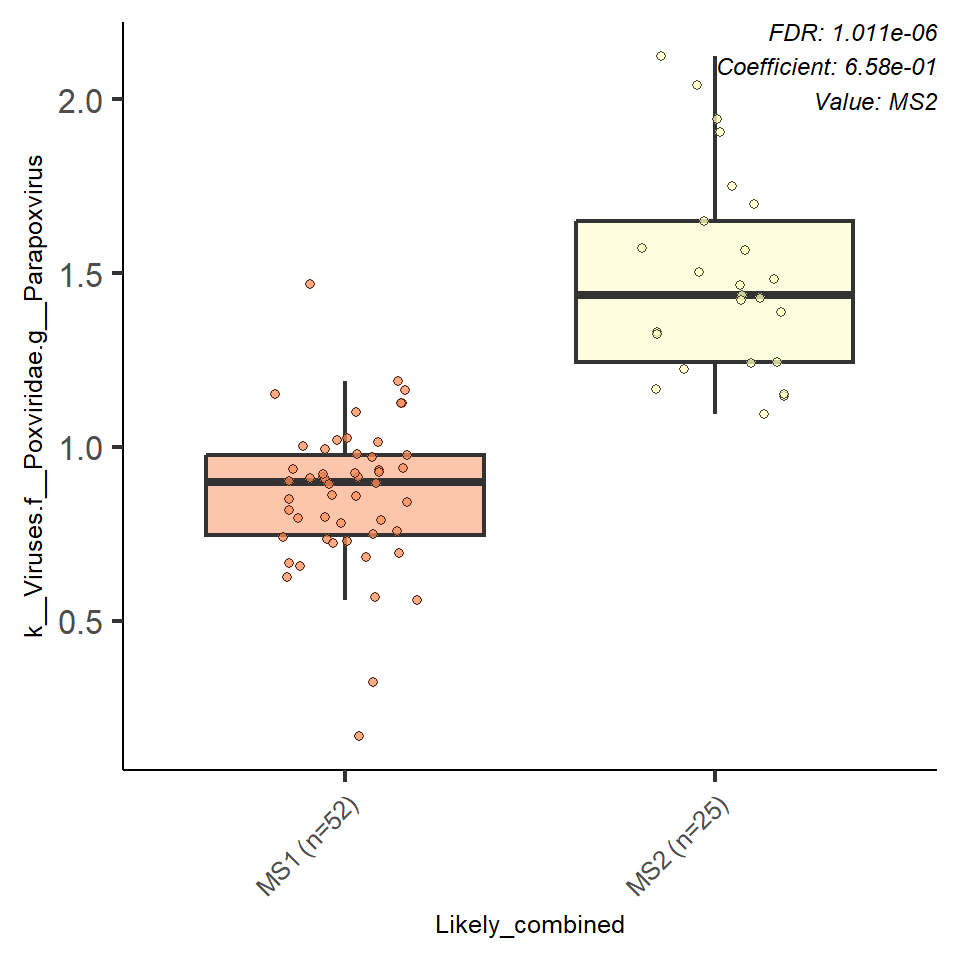 FDR: 1.011e-06
Coefficient: 6.58e-01
Value: MS2
k__Viruses.f__Poxviridae.g__Parapoxvirus
2.0
1.5
1.0
0.5
MS1 (n=52)
MS2 (n=25)
Likely_combined